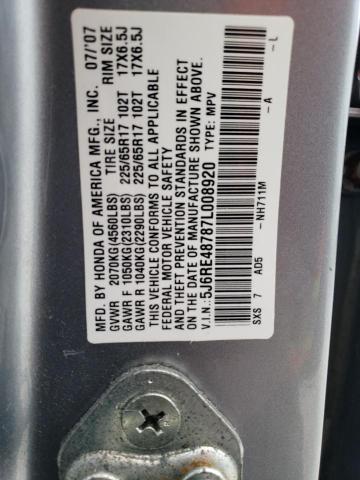 MFD. BY HONDA OF AMERICA MFG., INC. 07/'07
TIRE SIZE RIM SIZE
GVWR 2070KG(4560LBS)
GAWR F 1050KG(2310LBS) 225/65R17 102T 17X6.5J
GAWR R 1040KG(2290LBS) 225/65R17 102T 17X6.5J
THIS VEHICLE CONFORMS TO ALL APPLICABLE
FEDERAL MOTOR VEHICLE SAFETY STANDARDS IN EFFECT
AND THEFT PREVENTION
ON THE DATE OF MANUFACTURE SHOWN ABOVE.
V.I.N.: 5J6RE48787L008920 TYPE: MPV
SXS 7 AD5 -NH711M -A -L